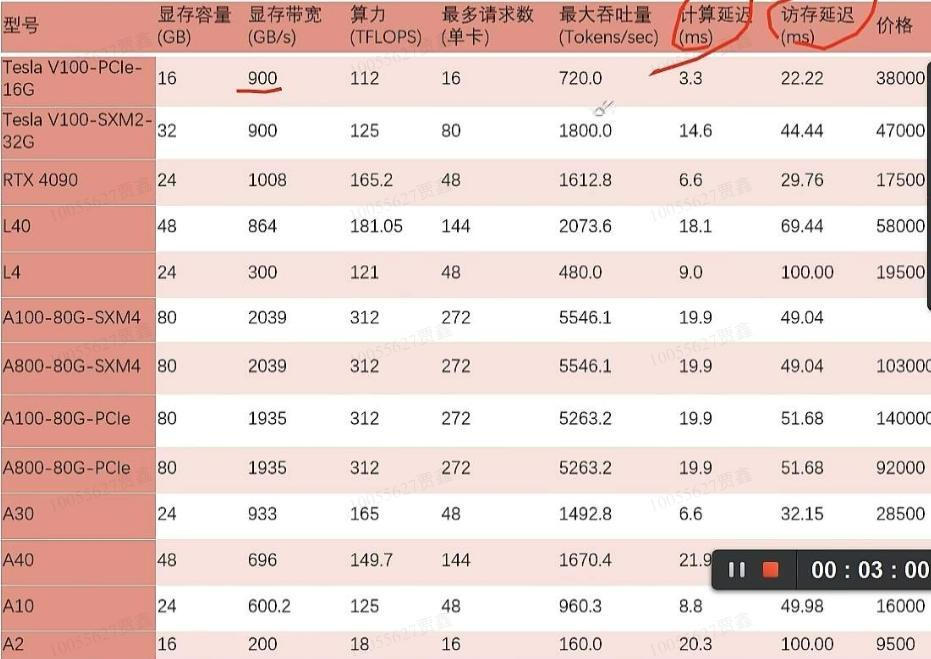 型号 显存容量 (GB) 显存带宽 (GB/s) 算力 (TFLOPS) 最多请求数 (单卡) 最大吞吐量 (Tokens/sec) 计算延迟 (ms) 访存延迟 (ms) 价格
Tesla V100-PCIe-16G 16 900 112 16 720.0 3.3 22.22 38000
Tesla V100-SXM2-32G 32 900 125 80 1800.0 14.6 44.44 47000
RTX 4090 24 1008 165.2 48 1612.8 6.6 29.76 17500
L40 48 864 181.05 144 2073.6 18.1 69.44 58000
L4 24 300 121 48 480.0 9.0 100.00 19500
A100-80G-SXM4 80 2039 312 272 5546.1 19.9 49.04
A800-80G-SXM4 80 2039 312 272 5546.1 19.9 49.04 103000
A100-80G-PCIe 80 1935 312 272 5263.2 19.9 51.68 140000
A800-80G-PCIe 80 1935 312 272 5263.2 19.9 51.68 92000
A30 24 933 165 48 1492.8 6.6 32.15 28500
A40 48 696 149.7 144 1670.4 21.9
00:03:00
A10 24 600.2 125 48 960.3 8.8 49.98 16000
A2 16 200 18 16 160.0 20.3 100.00 9500
10055627贾鑫